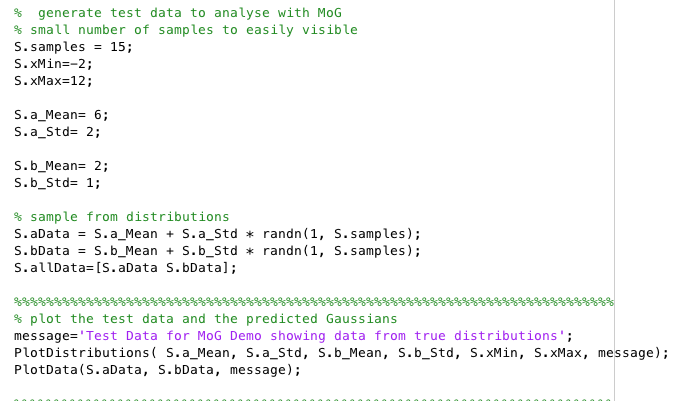 %  generate test data to analyse with MoG
% small number of samples to easily visible
S.samples = 15;
S.xMin=-2;
S.xMax=12;
S.a_Mean= 6;
S.a_Std= 2;
S.b_Mean= 2;
S.b_Std= 1;
% sample from distributions
S.aData = S.a_Mean + S.a_Std * randn(1, S.samples);
S.bData = S.b_Mean + S.b_Std * randn(1, S.samples);
S.allData=[S.aData S.bData];
%%%%%%%%%%%%%%%%%%%%%%%%%%%%%%%%%%%%%%%%%%%%%%%%%%%%%%%%%%%%%%%%%%%%%%%%%%%%%
% plot the test data and the predicted Gaussians
message='Test Data for MoG Demo showing data from true distributions';
PlotDistributions( S.a_Mean, S.a_Std, S.b_Mean, S.b_Std, S.xMin, S.xMax, message);
PlotData(S.aData, S.bData, message);